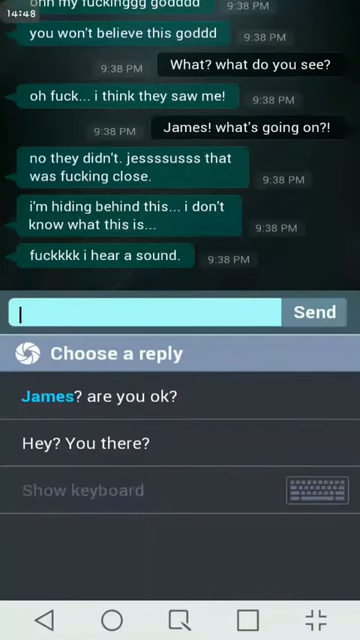 14:48
ohh my fuckinggg godddd
9:38 PM
you won't believe this goddd
9:38 PM
9:38 PM
What? what do you see?
oh fuck... i think they saw me!
9:38 PM
9:38 PM
James! what's going on?!
no they didn't. jessssusss that
was fucking close.
9:38 PM
i'm hiding behind this... i don't
know what this is...
9:38 PM
fuckkkk i hear a sound.
9:38 PM
Send
Choose a reply
James? are you ok?
Hey? You there?
Show keyboard